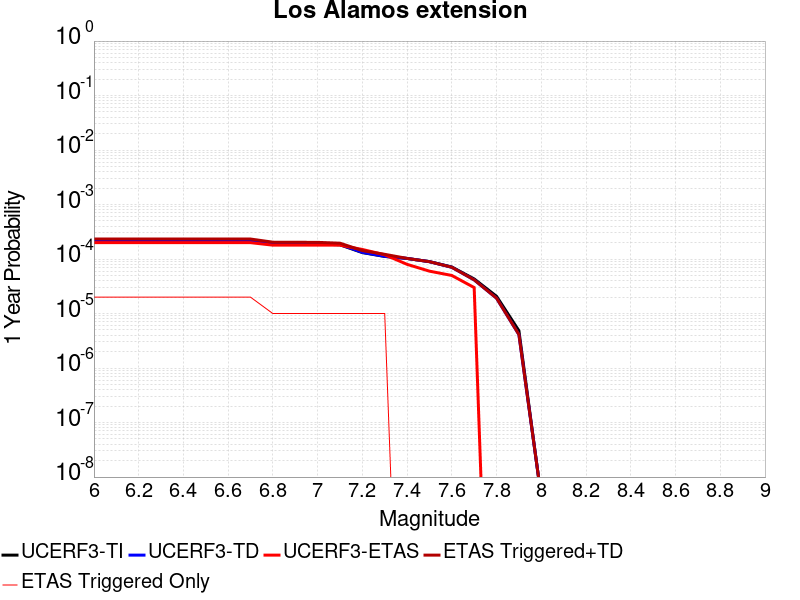 Los Alamos extension
10^0
10^-1
10^-2
10^-3
10^-4
10^-5
10^-6
10^-7
10^-8
1 Year Probability
6 6.2 6.4 6.6 6.8 7 7.2 7.4 7.6 7.8 8 8.2 8.4 8.6 8.8 9
Magnitude
UCERF3-TI UCERF3-TD UCERF3-ETAS ETAS Triggered+TD
ETAS Triggered Only